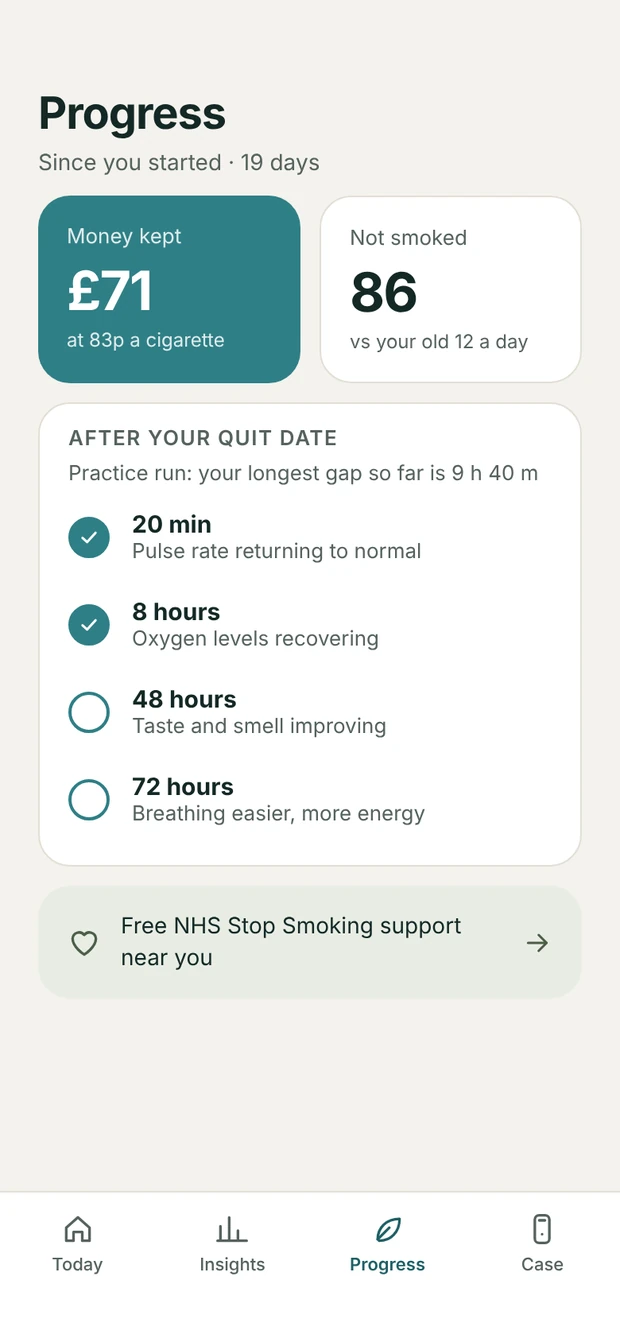 Progress
Since you started · 19 days
Money kept
£71
at 83p a cigarette
Not smoked
86
vs your old 12 a day
AFTER YOUR QUIT DATE
Practice run: your longest gap so far is 9 h 40 m
20 min
Pulse rate returning to normal
8 hours
Oxygen levels recovering
48 hours
Taste and smell improving
72 hours
Breathing easier, more energy
Free NHS Stop Smoking support
near you
Today
Insights
Progress
Case